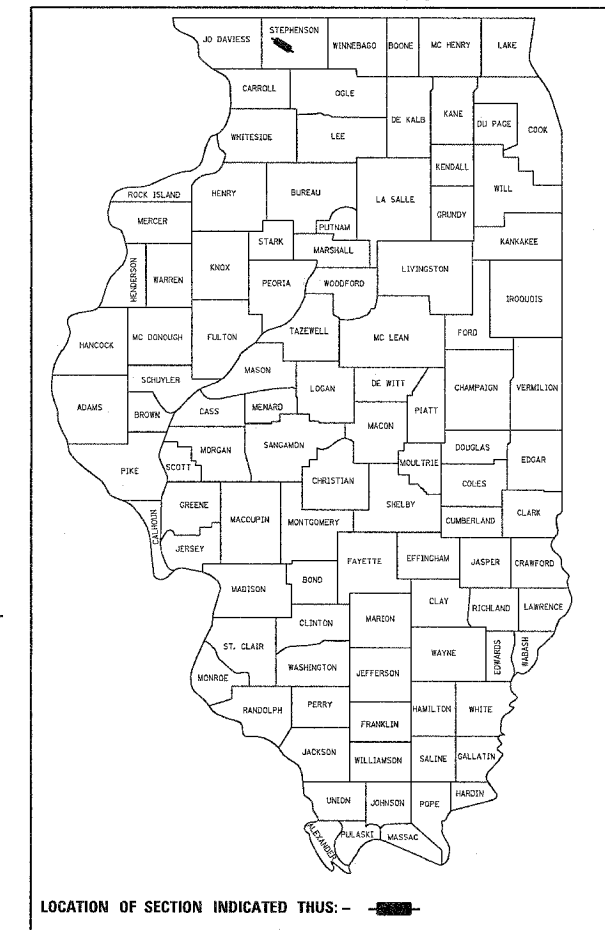 JO DAVIESS
STEPHENSON
WINNEBAGO
BOONE
MC HENRY
LAKE
CARROLL
OGLE
DE KALB
KANE
DU PAGE
COOK
WHITESIDE
LEE
KENDALL
WILL
ROCK ISLAND
HENRY
BUREAU
LA SALLE
GRUNDY
MERCER
PUTNAM
KANKAKEE
STARK
MARSHALL
HENDERSON
WARREN
KNOX
PEORIA
WOODFORD
LIVINGSTON
IROQUOIS
HANCOCK
MC DONOUGH
FULTON
TAZEWELL
MC LEAN
FORD
MASON
SCHUYLER
LOGAN
DE WITT
CHAMPAIGN
VERMILION
ADAMS
BROWN
CASS
MENARD
MACON
PIATT
PIKE
SCOTT
MORGAN
SANGAMON
CHRISTIAN
MOULTRIE
DOUGLAS
EDGAR
COLES
CALHOUN
GREENE
MACOUPIN
MONTGOMERY
SHELBY
CUMBERLAND
CLARK
JERSEY
FAYETTE
EFFINGHAM
JASPER
CRAWFORD
MADISON
BOND
CLAY
RICHLAND
LAWRENCE
CLINTON
MARION
ST. CLAIR
WAYNE
EDWARDS
WABASH
MONROE
WASHINGTON
JEFFERSON
RANDOLPH
PERRY
HAMILTON
WHITE
FRANKLIN
JACKSON
WILLIAMSON
SALINE
GALLATIN
UNION
JOHNSON
POPE
HARDIN
ALEXANDER
PULASKI
MASSAC
LOCATION OF SECTION INDICATED THUS: -